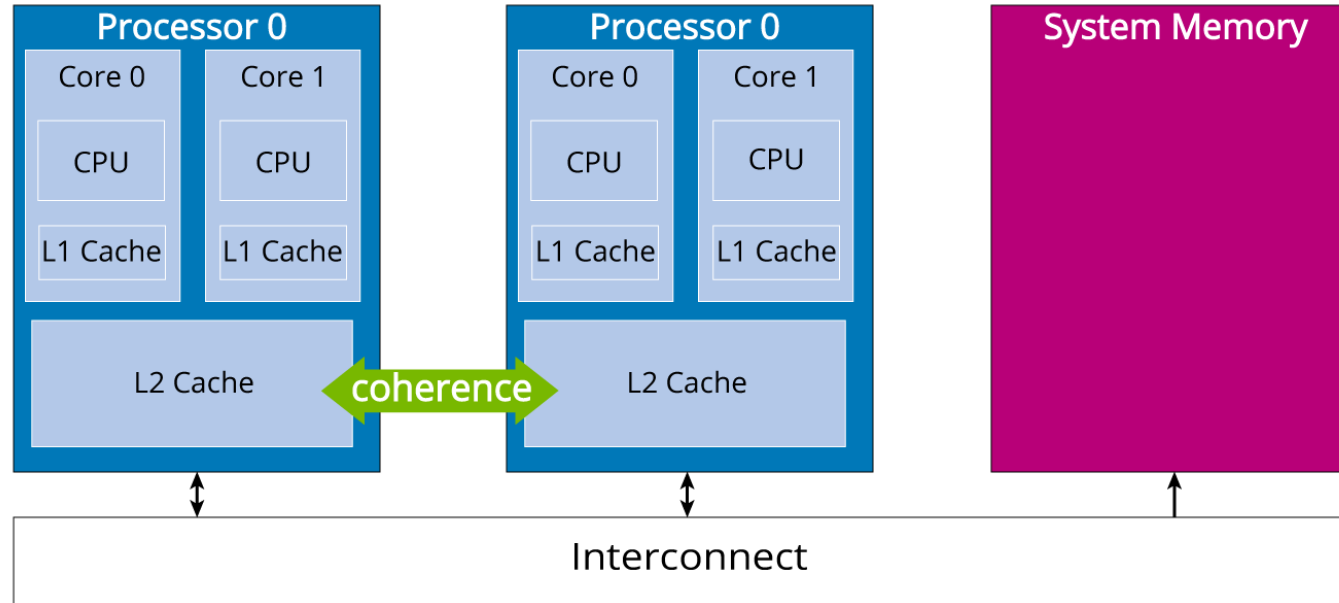 Processor 0
Core 0
CPU
L1 Cache
Core 1
CPU
L1 Cache
L2 Cache
coherence
Processor 0
Core 0
CPU
L1 Cache
Core 1
CPU
L1 Cache
L2 Cache
System Memory
Interconnect